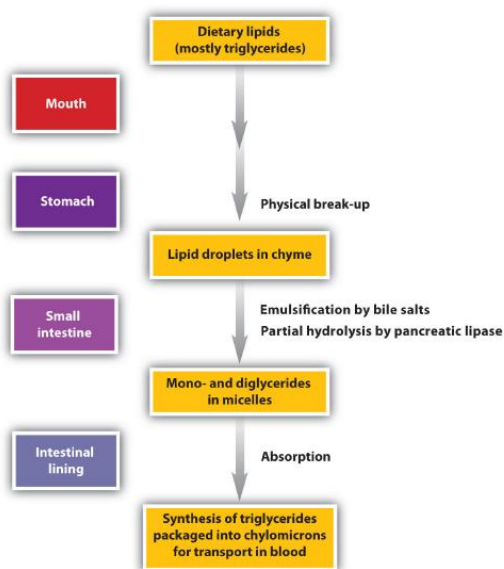 Dietary lipids
(mostly triglycerides)
Mouth
Stomach
Physical break-up
Lipid droplets in chyme
Small
intestine
Emulsification by bile salts
Partial hydrolysis by pancreatic lipase
Mono- and diglycerides
in micelles
Intestinal
lining
Absorption
Synthesis of triglycerides
packaged into chylomicrons
for transport in blood